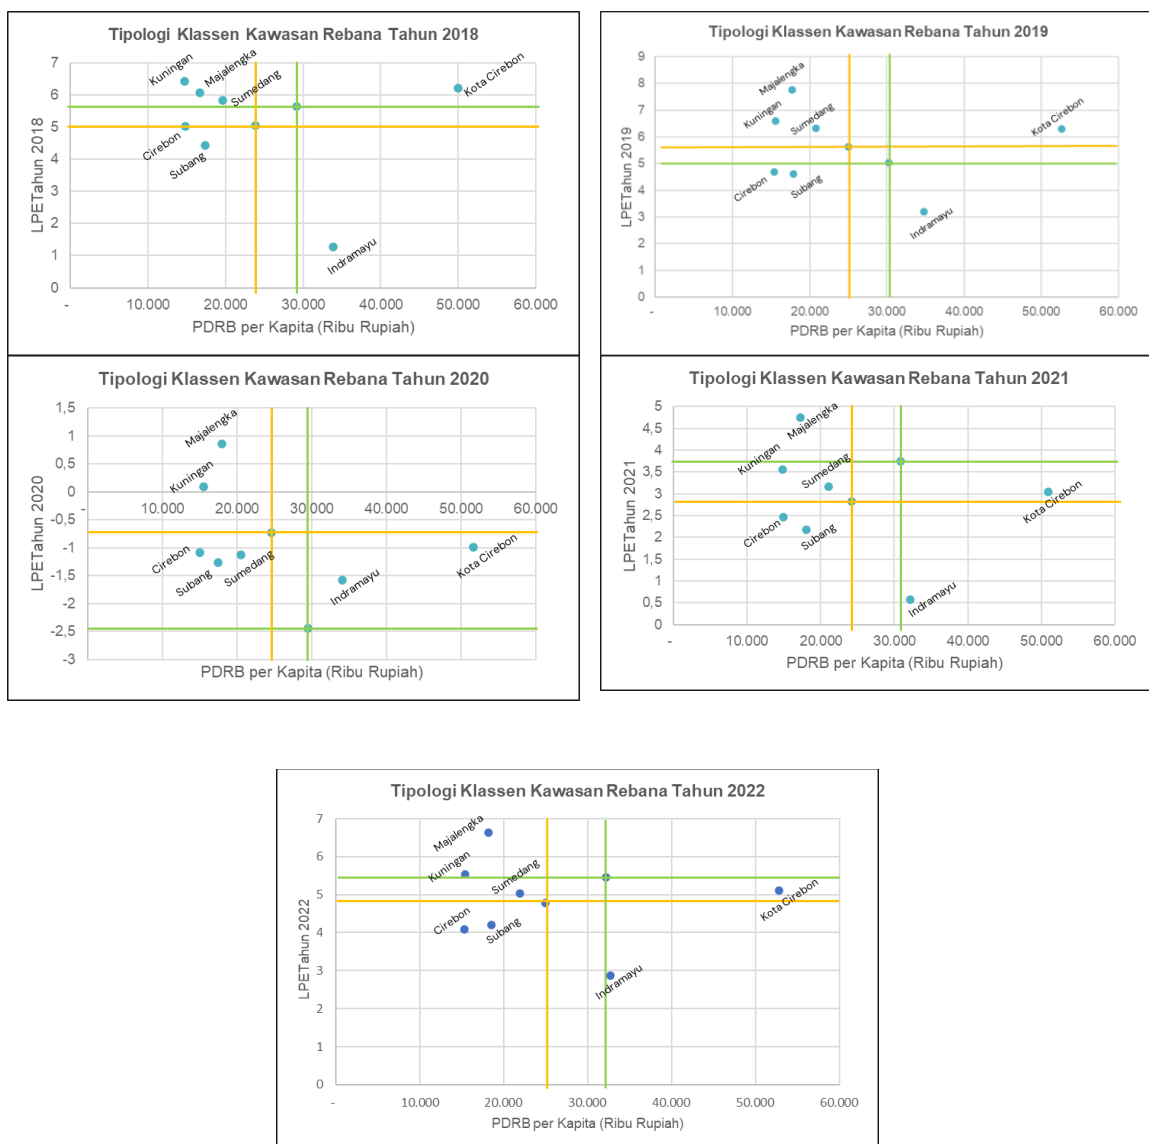 Tipologi Klassen Kawasan Rebana Tahun 2018
7
6
5
4
3
2
1
0
LPETahun 2018
Kuningan
Majalengka
Sumedang
Kota Cirebon
Cirebon
Subang
Indramayu
- 10.000 20.000 30.000 40.000 50.000 60.000
PDRB per Kapita (Ribu Rupiah)
Tipologi Klassen Kawasan Rebana Tahun 2019
9
8
7
6
5
4
3
2
1
0
LPETahun 2019
Majalengka
Kuningan
Sumedang
Kota Cirebon
Cirebon
Subang
Indramayu
- 10.000 20.000 30.000 40.000 50.000 60.000
PDRB per Kapita (Ribu Rupiah)
Tipologi Klassen Kawasan Rebana Tahun 2020
1,5
1
0,5
0
-0,5
-1
-1,5
-2
-2,5
-3
LPETahun 2020
Majalengka
Kuningan
- 10.000 20.000 30.000 40.000 50.000 60.000
Cirebon
Subang
Sumedang
Indramayu
Kota Cirebon
PDRB per Kapita (Ribu Rupiah)
Tipologi Klassen Kawasan Rebana Tahun 2021
5
4,5
4
3,5
3
2,5
2
1,5
1
0,5
0
LPETahun 2021
Majalengka
Kuningan
Sumedang
Kota Cirebon
Cirebon
Subang
Indramayu
- 10.000 20.000 30.000 40.000 50.000 60.000
PDRB per Kapita (Ribu Rupiah)
Tipologi Klassen Kawasan Rebana Tahun 2022
7
6
5
4
3
2
1
0
LPETahun 2022
Majalengka
Kuningan
Sumedang
Kota Cirebon
Cirebon
Subang
Indramayu
- 10.000 20.000 30.000 40.000 50.000 60.000
PDRB per Kapita (Ribu Rupiah)